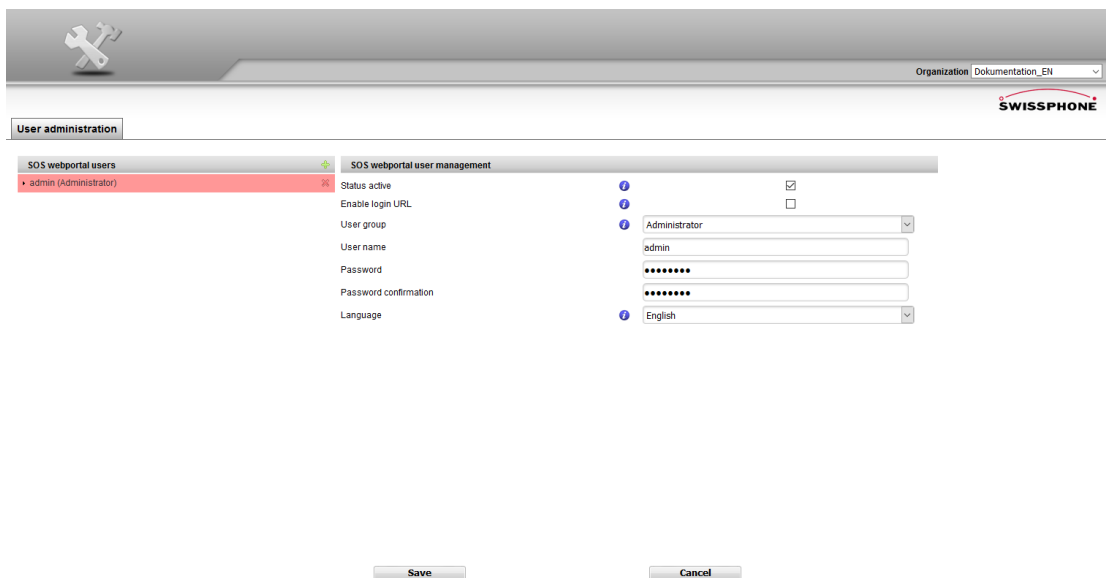 Organization Dokumentation_EN
SWISSPHONE
User administration
SOS webportal users
SOS webportal user management
admin (Administrator)
Status active
Enable login URL
User group
Administrator
User name
admin
Password
••••••••
Password confirmation
••••••••
Language
English
Save
Cancel